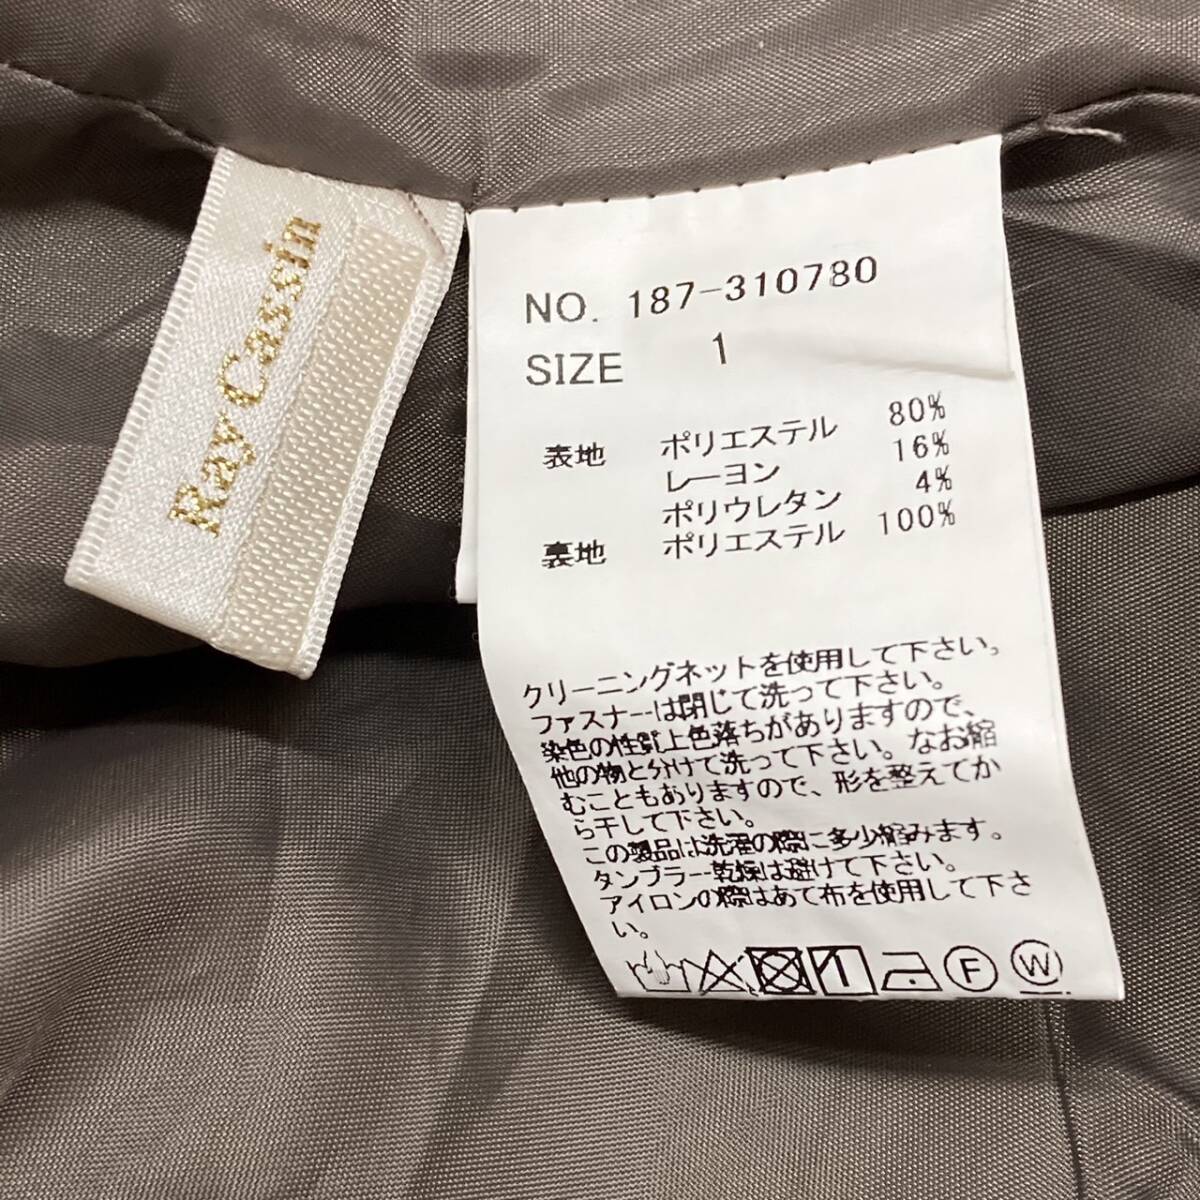 Ray Cassin
NO. 187-310780
SIZE 1
表地 ポリエステル 80%
レーヨン 16%
ポリウレタン 4%
裏地 ポリエステル 100%
クリーニングネットを使用して下さい。
ファスナーは閉じて洗って下さい。
染色の性質上色落ちがありますので、
他の物と分けて洗って下さい。なお縮
むこともありますので、形を整えてか
ら干して下さい。
この製品は洗濯の際に多少縮みます。
タンブラー乾燥は避けて下さい。
アイロンの際はあて布を使用して下さ
い。
F W